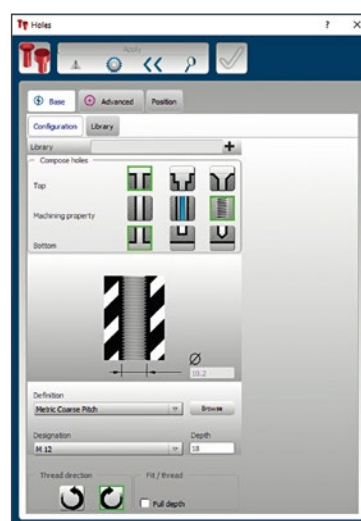 Holes
?
Apply
Base
Advanced
Position
Configuration
Library
Library
Compose holes
Top
Machining property
Bottom
Ø
10.2
Definition
Metric Coarse Pitch
Browse
Designation
Depth
M 12
18
Thread direction
Fit / thread
Full depth